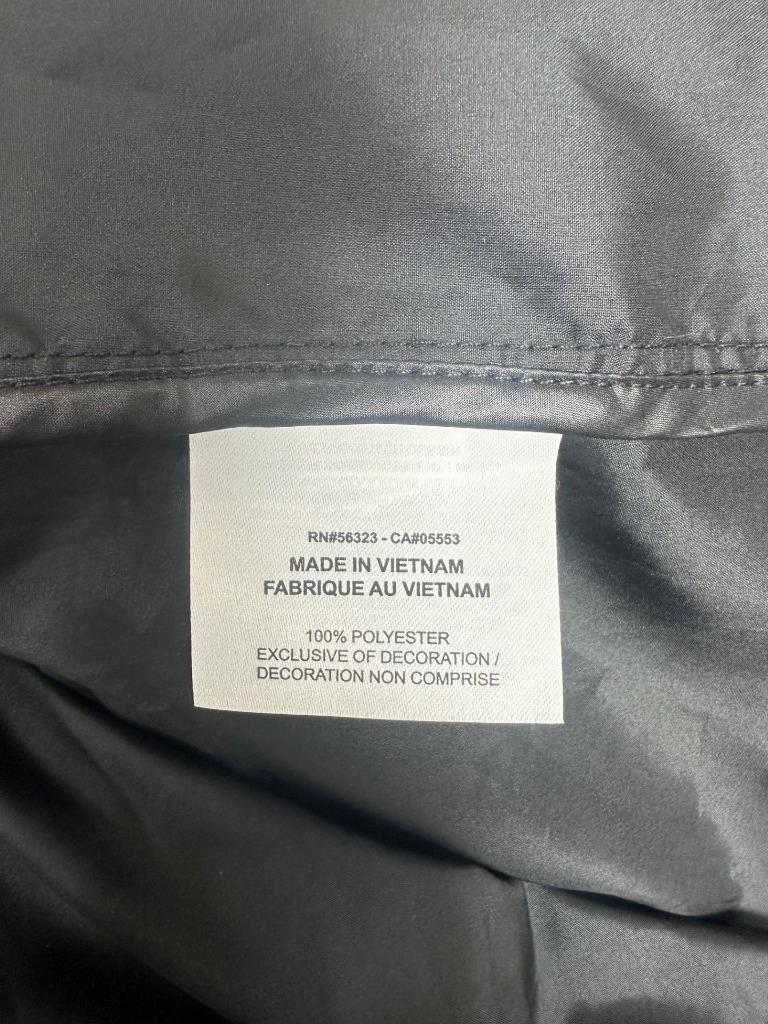 RN#56323 - CA#05553
MADE IN VIETNAM
FABRIQUE AU VIETNAM
100% POLYESTER
EXCLUSIVE OF DECORATION /
DECORATION NON COMPRISE